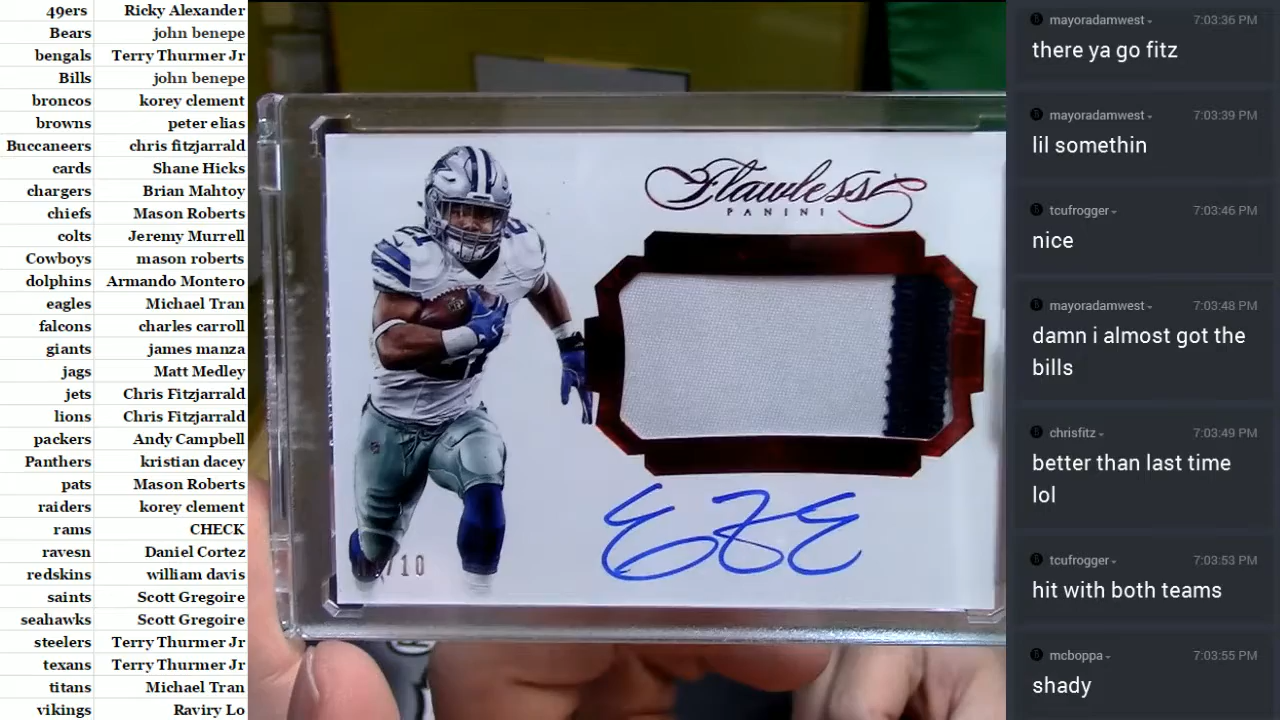 49ers Ricky Alexander
Bears john benepe
bengals Terry Thurmer Jr
Bills john benepe
broncos korey clement
browns peter elias
Buccaneers chris fitzjarrald
cards Shane Hicks
chargers Brian Mahtoy
chiefs Mason Roberts
colts Jeremy Murrell
Cowboys mason roberts
dolphins Armando Montero
eagles Michael Tran
falcons charles carroll
giants james manza
jags Matt Medley
jets Chris Fitzjarrald
lions Chris Fitzjarrald
packers Andy Campbell
Panthers kristian dacey
pats Mason Roberts
raiders korey clement
rams CHECK
ravesn Daniel Cortez
redskins william davis
saints Scott Gregoire
seahawks Scott Gregoire
steelers Terry Thurmer Jr
texans Terry Thurmer Jr
titans Michael Tran
vikings Raviry Lo
Flawless
PANINI
21
/10
EZE
mayoradamwest 7:03:36 PM
there ya go fitz
mayoradamwest 7:03:39 PM
lil somethin
tcufrogger 7:03:46 PM
nice
mayoradamwest 7:03:48 PM
damn i almost got the
bills
chrisfitz 7:03:49 PM
better than last time
lol
tcufrogger 7:03:53 PM
hit with both teams
mcboppa 7:03:55 PM
shady